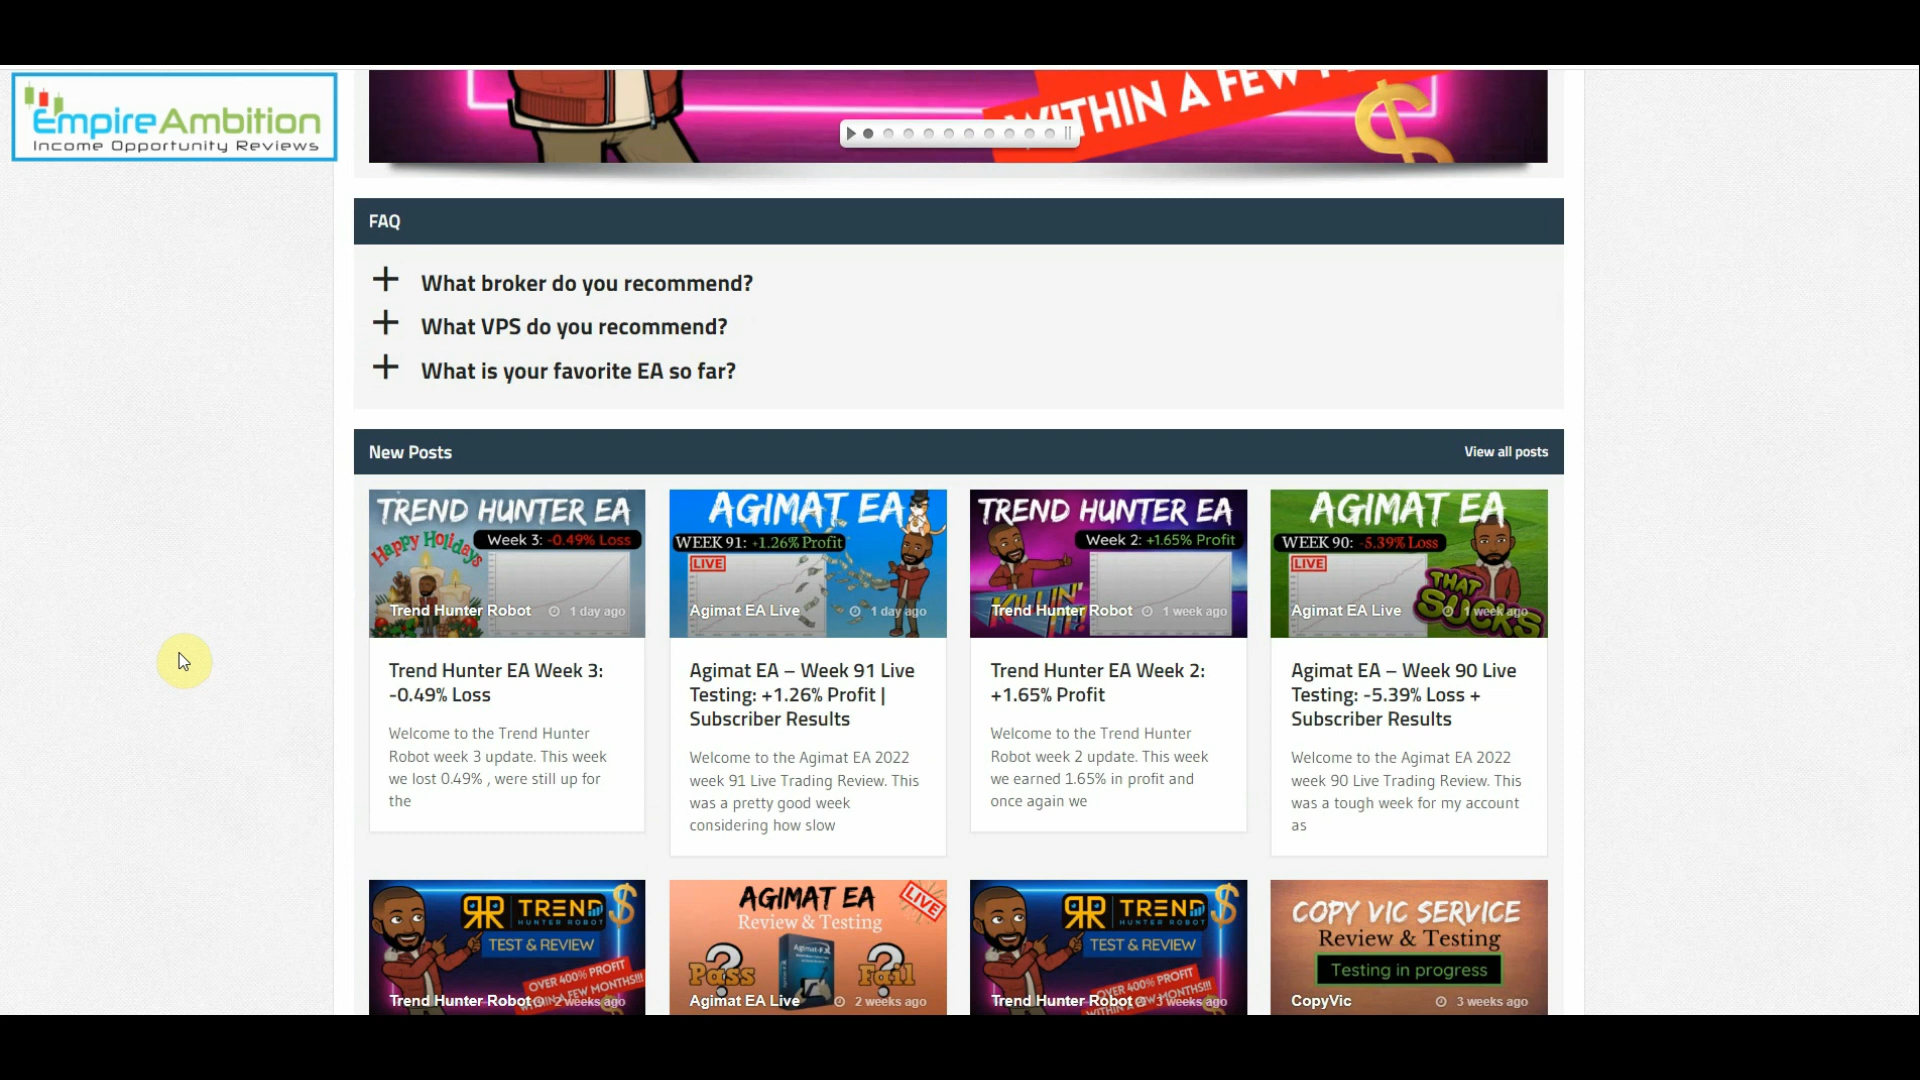 WITHIN A FEW
EmpireAmbition
Income Opportunity Reviews
FAQ
What broker do you recommend?
What VPS do you recommend?
What is your favorite EA so far?
New Posts
View all posts
TREND HUNTER EA
Happy Holidays
Week 3: -0.49% Loss
Trend Hunter Robot
1 day ago
Trend Hunter EA Week 3:
-0.49% Loss
Welcome to the Trend Hunter
Robot week 3 update. This week
we lost 0.49% , were still up for
the
AGIMAT EA
WEEK 91: +1.26% Profit
LIVE
Agimat EA Live
1 day ago
Agimat EA – Week 91 Live
Testing: +1.26% Profit |
Subscriber Results
Welcome to the Agimat EA 2022
week 91 Live Trading Review. This
was a pretty good week
considering how slow
TREND HUNTER EA
Week 2: +1.65% Profit
KILLIN'
Trend Hunter Robot
1 week ago
Trend Hunter EA Week 2:
+1.65% Profit
Welcome to the Trend Hunter
Robot week 2 update. This week
we earned 1.65% in profit and
once again we
AGIMAT EA
WEEK 90: -5.39% Loss
LIVE
THAT
SUCKS
Agimat EA Live
1 week ago
Agimat EA – Week 90 Live
Testing: -5.39% Loss +
Subscriber Results
Welcome to the Agimat EA 2022
week 90 Live Trading Review. This
was a tough week for my account
as
TREND
HUNTER ROBOT
TEST & REVIEW
OVER 400% PROFIT
WITHIN A FEW MONTHS!!!
Trend Hunter Robot
2 weeks ago
AGIMAT EA
LIVE
Review & Testing
Agimat-FX
Pass
Fail
Agimat EA Live
2 weeks ago
TREND
HUNTER ROBOT
TEST & REVIEW
OVER 400% PROFIT
WITHIN A FEW MONTHS!!!
Trend Hunter Robot
3 weeks ago
COPY VIC SERVICE
Review & Testing
Testing in progress
CopyVic
3 weeks ago